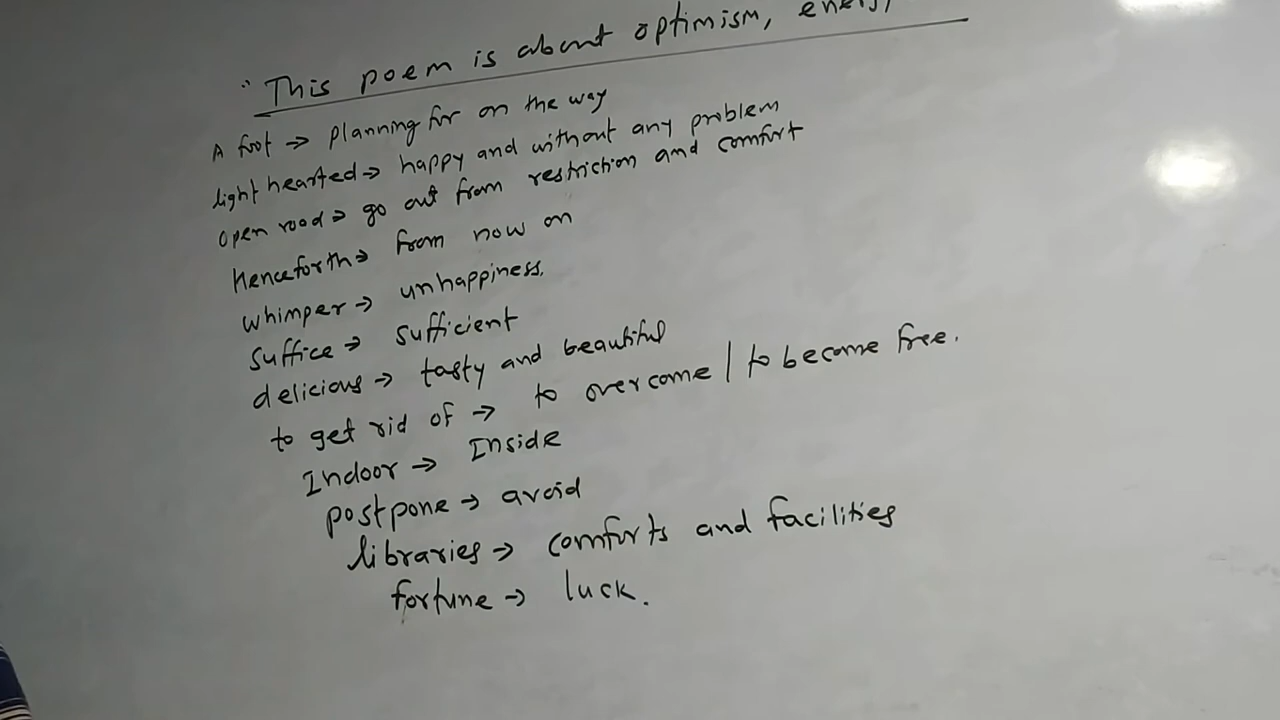 ∵ This poem is about optimism,
A foot → planning for on the way
light hearted → happy and without any problem
open road → go out from restriction and comfort
Henceforth → from now on
whimper → unhappiness.
Suffice → sufficient
delicious → tasty and beautiful
to get rid of → to overcome / to become free.
Indoor → Inside
postpone → avoid
libraries → comforts and facilities
fortune → luck.